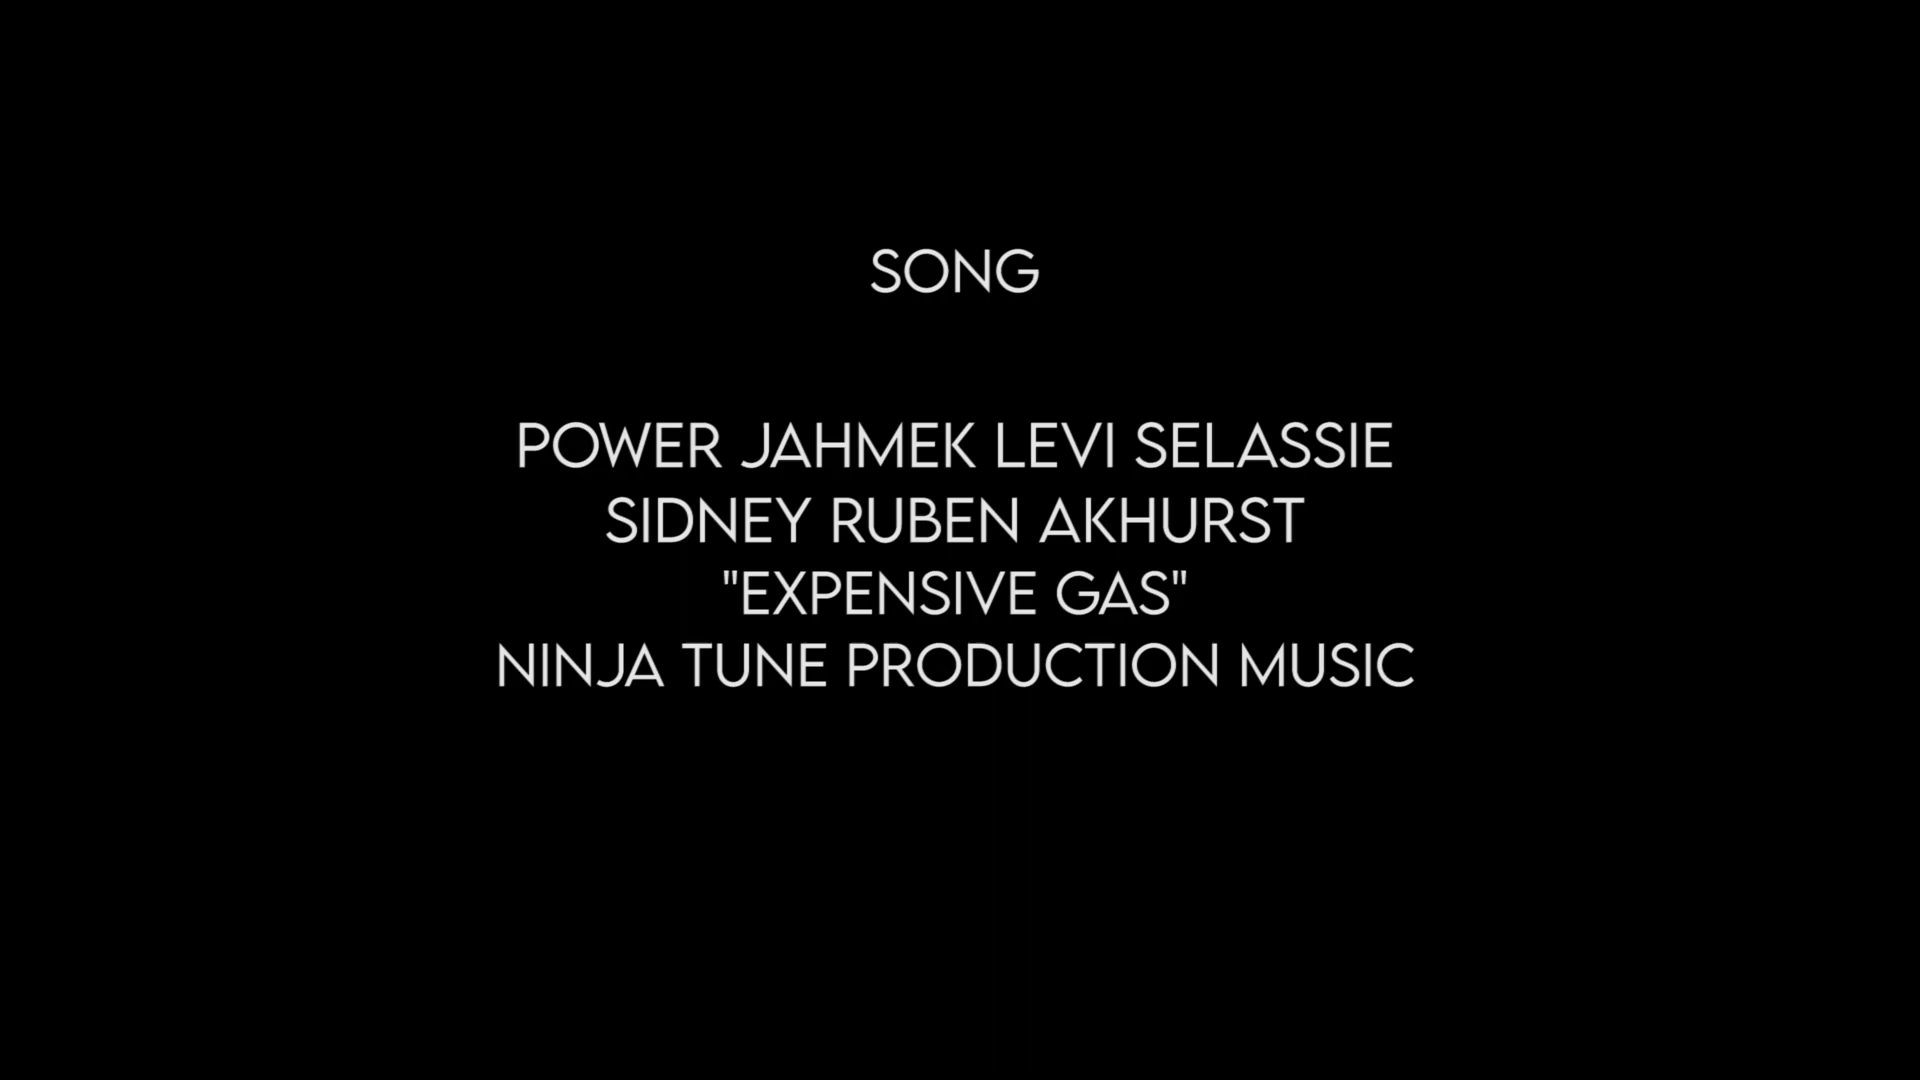 SONG
POWER JAHMEK LEVI SELASSIE
SIDNEY RUBEN AKHURST
"EXPENSIVE GAS"
NINJA TUNE PRODUCTION MUSIC